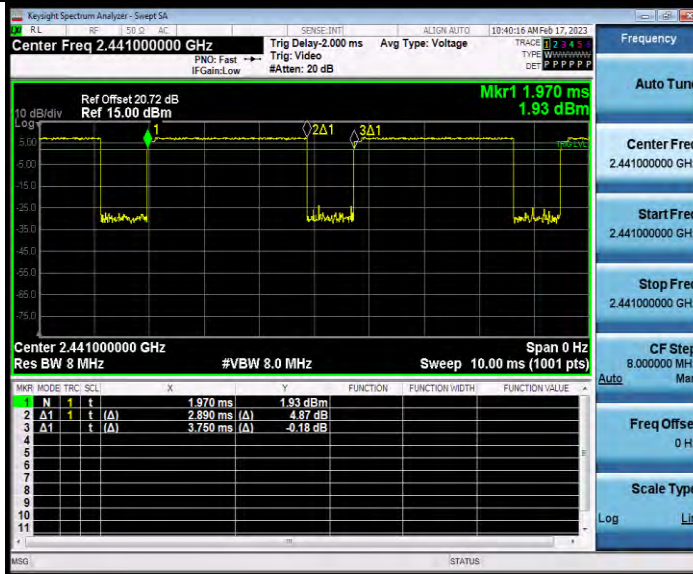 Keysight Spectrum Analyzer - Swept SA
RL RF 50 Ω AC SENSE:INT ALIGN AUTO 10:40:16 AM Feb 17, 2023
Center Freq 2.441000000 GHz
PNO: Fast
IFGain:Low
Trig Delay-2.000 ms
Trig: Video
#Atten: 20 dB
Avg Type: Voltage
TRACE 1 2 3 4 5 6
TYPE
DET P P P P P P
Mkr1 1.970 ms
1.93 dBm
Ref Offset 20.72 dB
10 dB/div Ref 15.00 dBm
Log
1 2Δ1 3Δ1
TRIG LVL
5.00
-5.00
-15.0
-25.0
-35.0
-45.0
-55.0
-65.0
-75.0
Center 2.441000000 GHz Span 0 Hz
Res BW 8 MHz #VBW 8.0 MHz Sweep 10.00 ms (1001 pts)
MKR MODE TRC SCL X Y FUNCTION FUNCTION WIDTH FUNCTION VALUE
1 N 1 t 1.970 ms 1.93 dBm
2 Δ1 1 t (Δ) 2.890 ms (Δ) 4.87 dB
3 Δ1 t (Δ) 3.750 ms (Δ) -0.18 dB
4
5
6
7
8
9
10
11
MSG STATUS
Frequency
Auto Tune
Center Freq
2.441000000 GH
Start Freq
2.441000000 GH
Stop Freq
2.441000000 GH
CF Step
8.000000 MH
Auto Ma
Freq Offse
0 H
Scale Type
Log Li